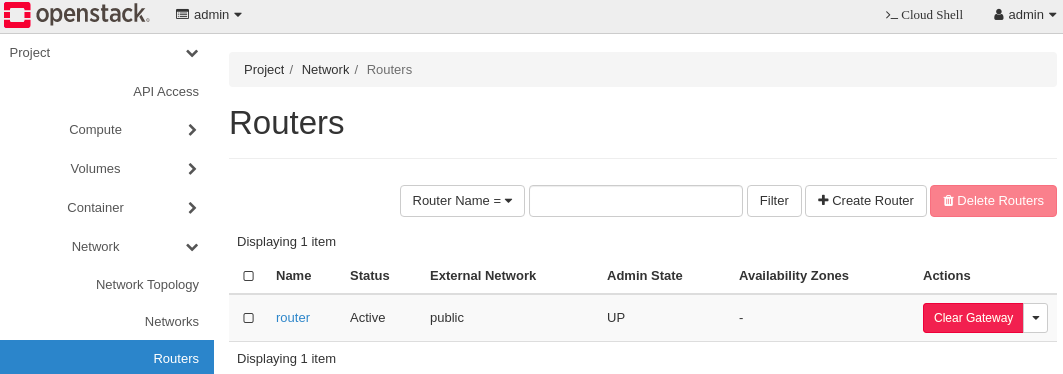 openstack. admin >_ Cloud Shell admin
Project
API Access
Compute
Volumes
Container
Network
Network Topology
Networks
Routers
Project / Network / Routers
Routers
Router Name = Filter Create Router Delete Routers
Displaying 1 item
Name Status External Network Admin State Availability Zones Actions
router Active public UP - Clear Gateway
Displaying 1 item